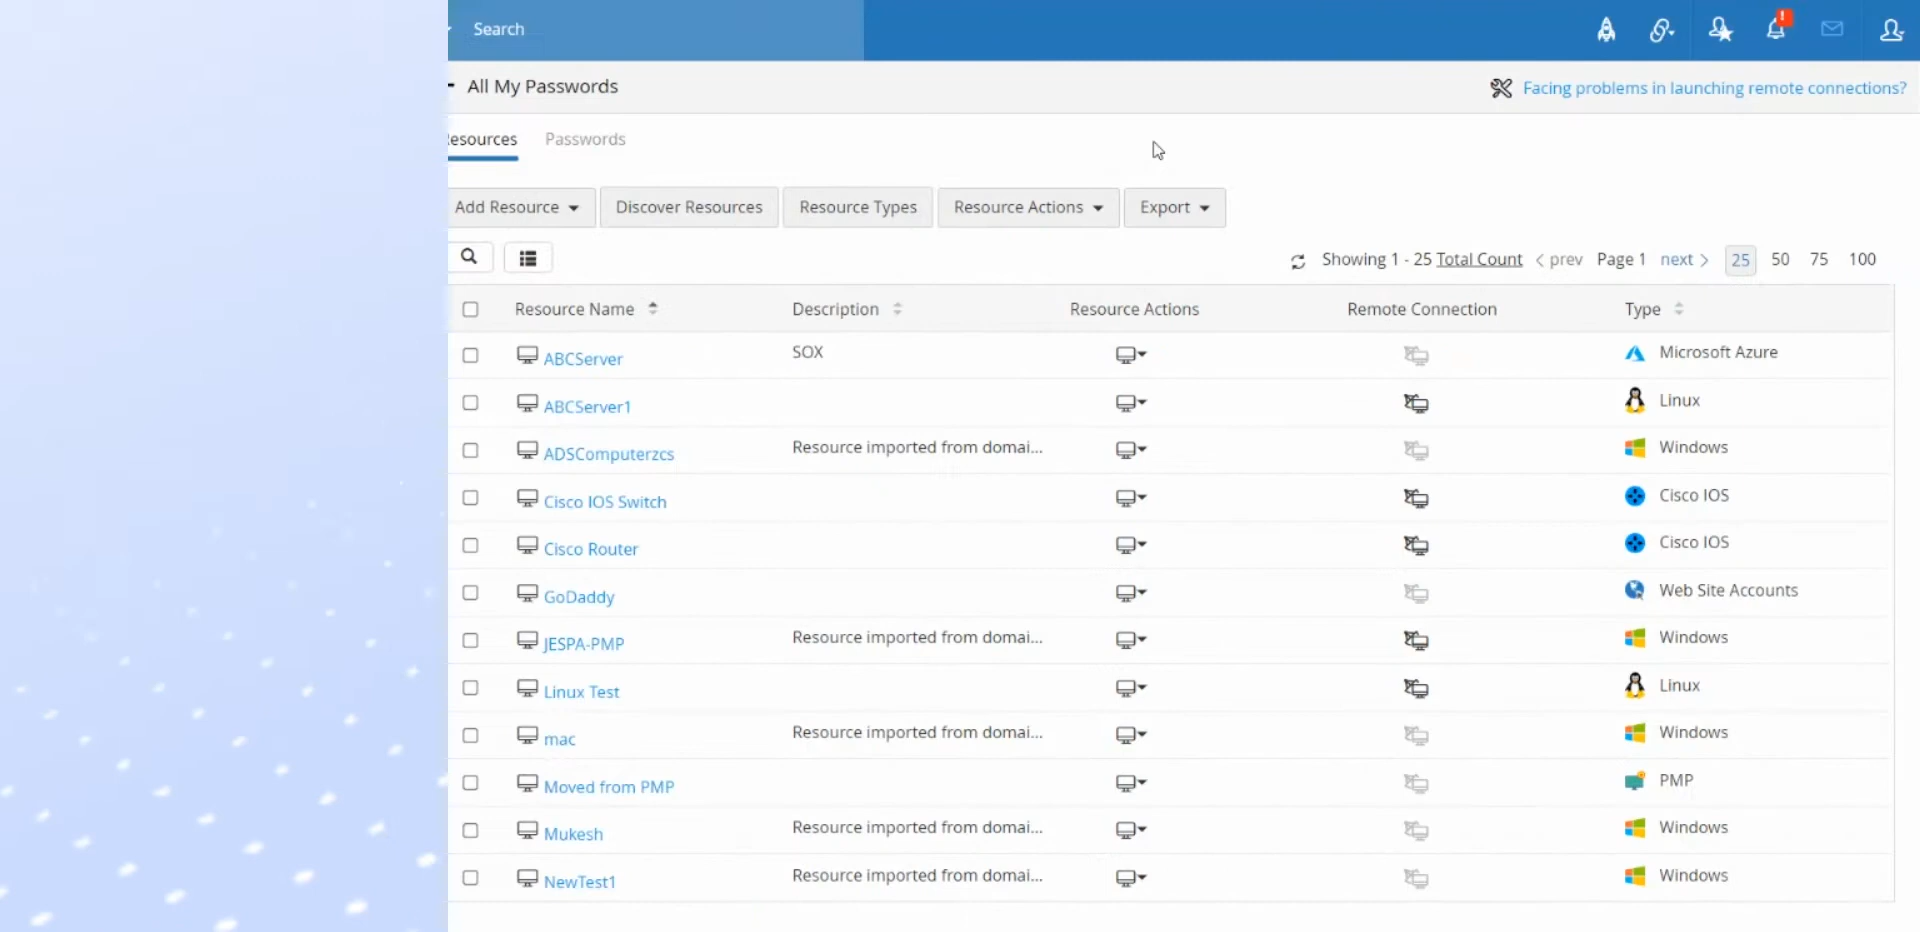 Search
!
All My Passwords
Facing problems in launching remote connections?
esources Passwords
Add Resource Discover Resources Resource Types Resource Actions Export
Showing 1 - 25 Total Count < prev Page 1 next > 25 50 75 100
Resource Name Description Resource Actions Remote Connection Type
ABCServer SOX Microsoft Azure
ABCServer1 Linux
ADSComputerzcs Resource imported from domai... Windows
Cisco IOS Switch Cisco IOS
Cisco Router Cisco IOS
GoDaddy Web Site Accounts
JESPA-PMP Resource imported from domai... Windows
Linux Test Linux
mac Resource imported from domai... Windows
Moved from PMP PMP
Mukesh Resource imported from domai... Windows
NewTest1 Resource imported from domai... Windows